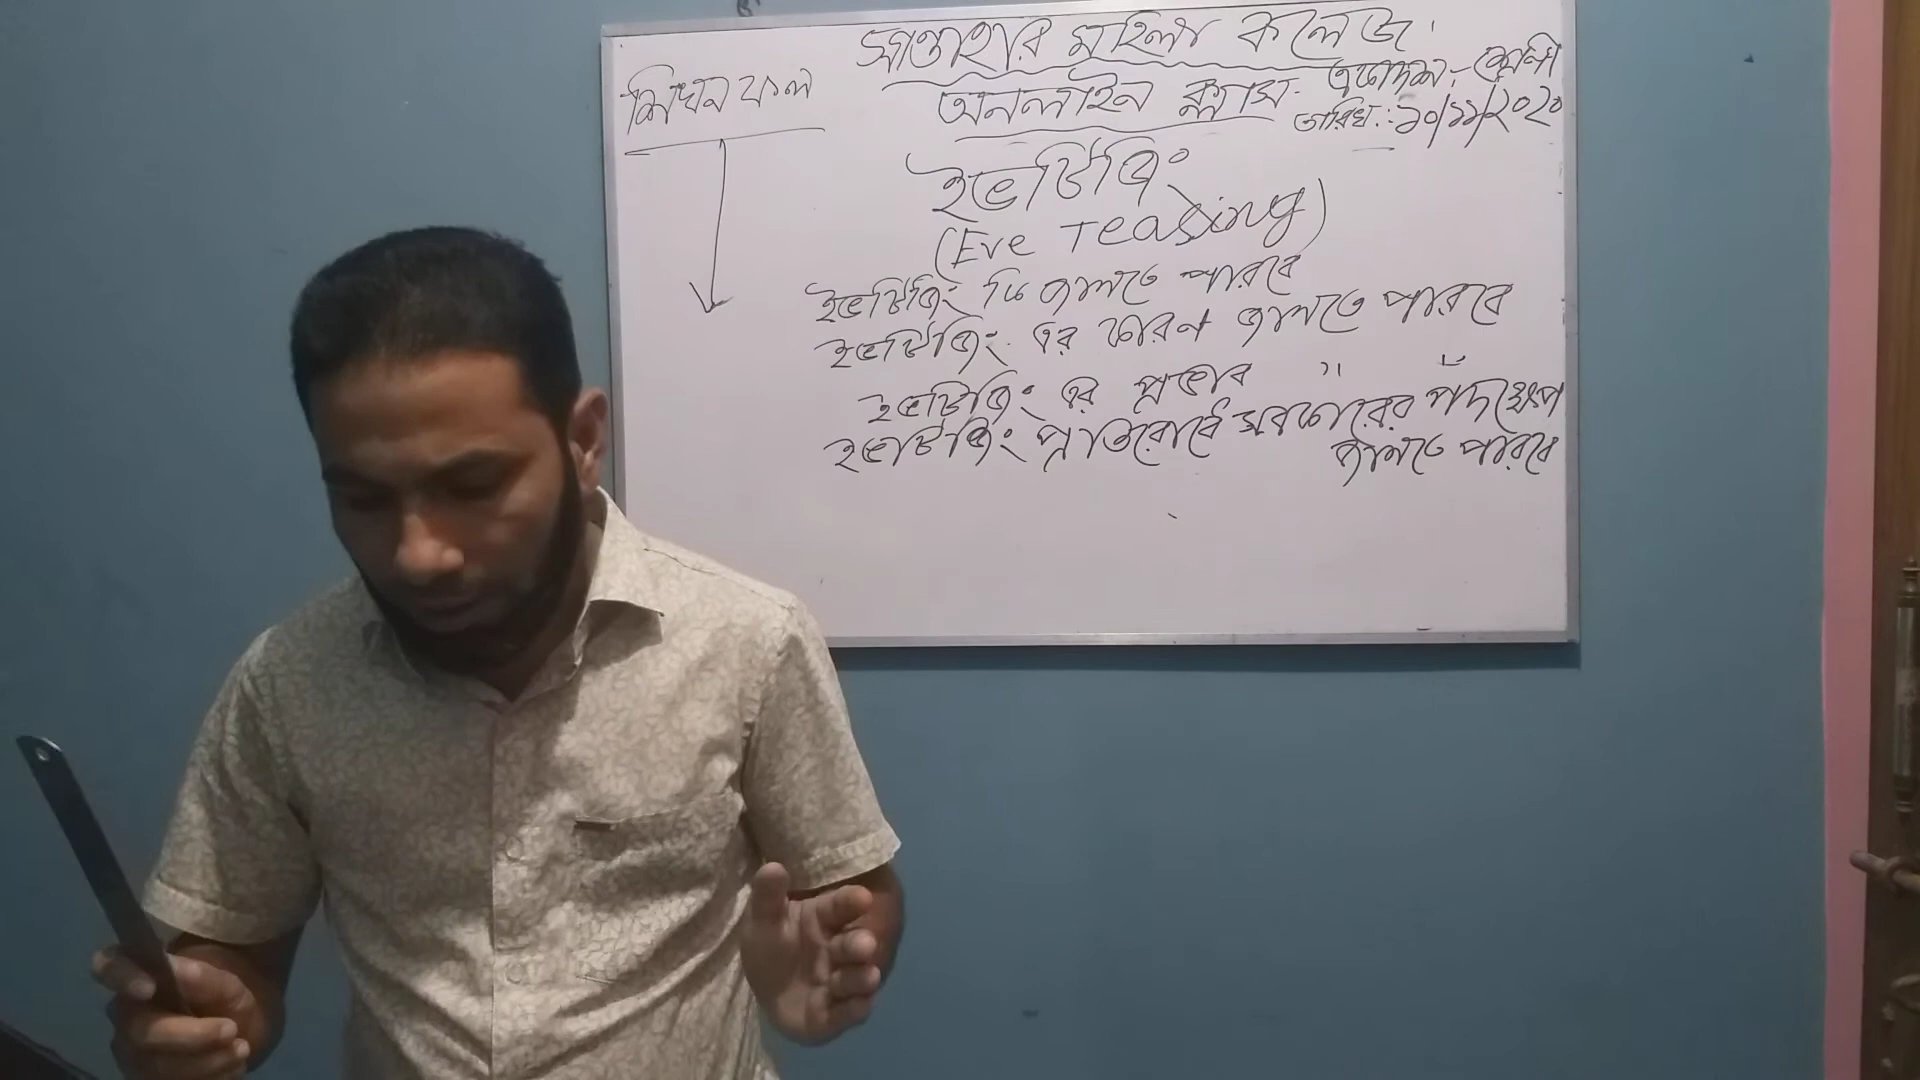 সান্তাহার মহিলা কলেজ
অনলাইন ক্লাস- একাদশ- শ্রেণী
তারিখ:- ১০/১১/২০২০
শিখনফল
ইভটিজিং
(Eve Teasing)
ইভটিজিং কি জানতে পারবে
ইভটিজিং এর কারণ জানতে পারবে
ইভটিজিং এর প্রভাব " "
ইভটিজিং প্রতিরোধে সরকারের পদক্ষেপ
জানতে পারবে